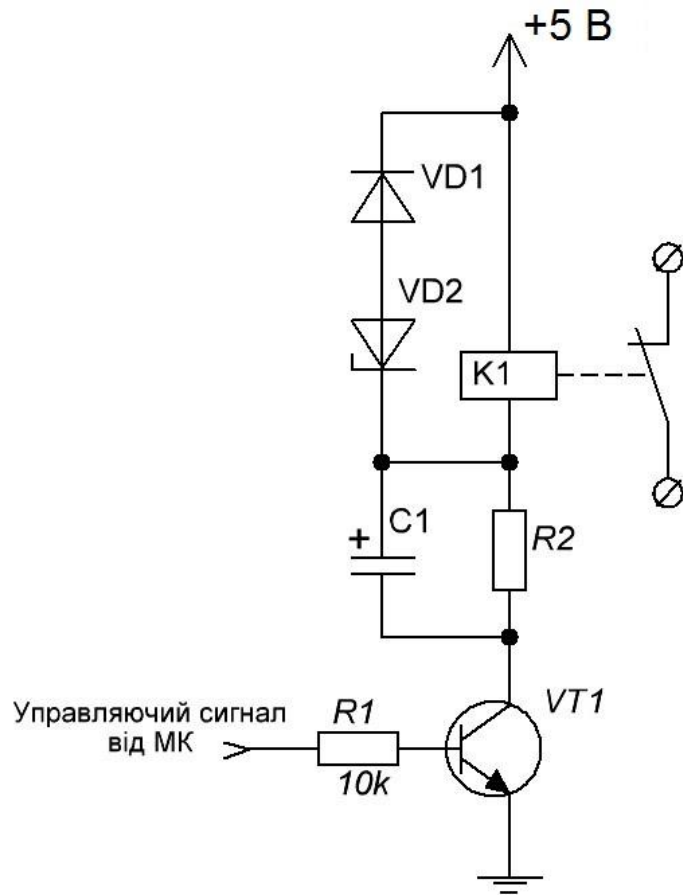 +5 В
VD1
VD2
K1
C1
+
R2
VT1
Управляючий сигнал
від МК
R1
10k